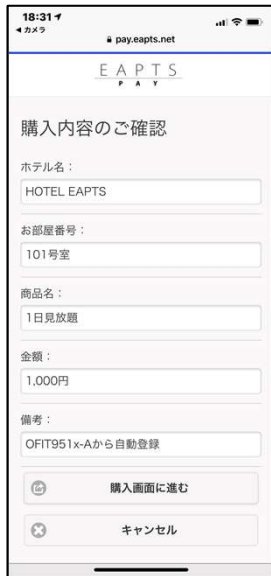 18:31
◀ カメラ
pay.eapts.net
EAPTS
PAY
購入内容のご確認
ホテル名：
HOTEL EAPTS
お部屋番号：
101号室
商品名：
1日見放題
金額：
1,000円
備考：
OFIT951x-Aから自動登録
購入画面に進む
キャンセル